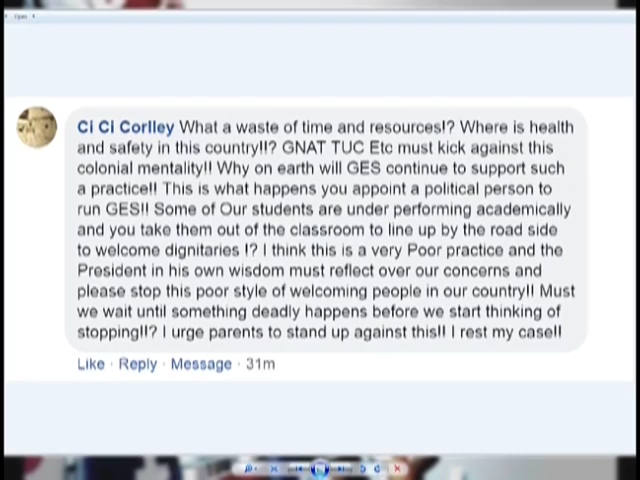 Open
Ci Ci Corlley What a waste of time and resources!? Where is health
and safety in this country!!? GNAT TUC Etc must kick against this
colonial mentality!! Why on earth will GES continue to support such
a practice!! This is what happens you appoint a political person to
run GES!! Some of Our students are under performing academically
and you take them out of the classroom to line up by the road side
to welcome dignitaries !? I think this is a very Poor practice and the
President in his own wisdom must reflect over our concerns and
please stop this poor style of welcoming people in our country!! Must
we wait until something deadly happens before we start thinking of
stopping!!? I urge parents to stand up against this!! I rest my case!!
Like · Reply · Message · 31m